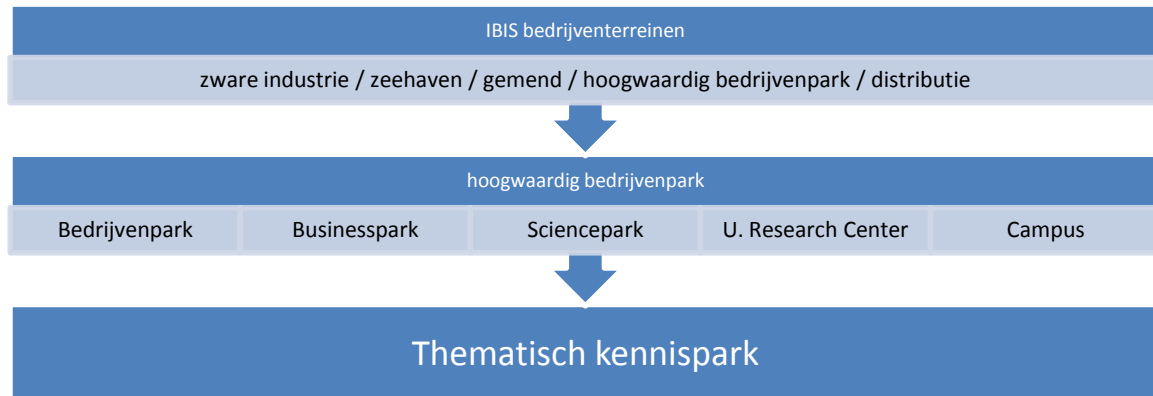 IBIS bedrijventerreinen
zware industrie / zeehaven / gemend / hoogwaardig bedrijvenpark / distributie
hoogwaardig bedrijvenpark
Bedrijvenpark Businesspark Sciencepark U. Research Center Campus
Thematisch kennispark